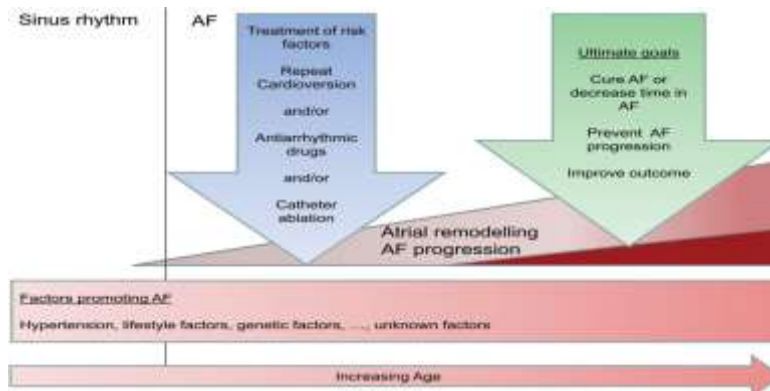 Sinus rhythm
AF
Treatment of risk
factors
Repeat
Cardioversion
and/or
Antiarrhythmic
drugs
and/or
Catheter
ablation
Ultimate goals
Cure AF or
decrease time in
AF
Prevent AF
progression
Improve outcome
Atrial remodelling
AF progression
Factors promoting AF
Hypertension, lifestyle factors, genetic factors, ..., unknown factors
Increasing Age